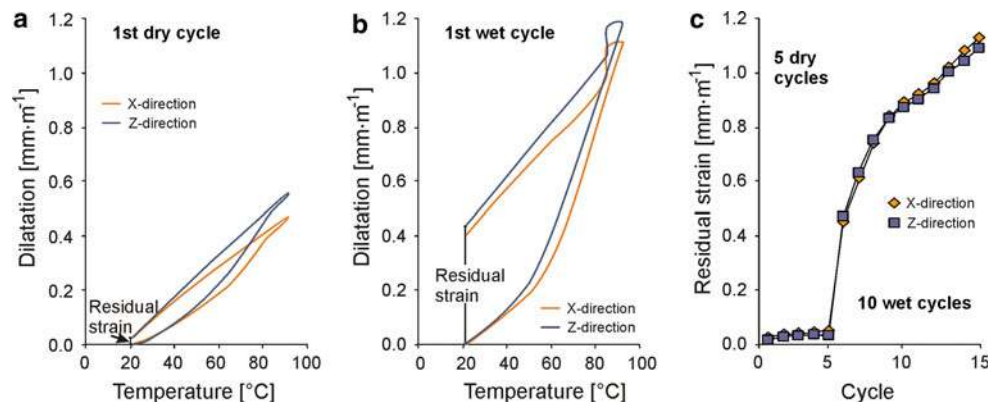 a
1st dry cycle
Dilatation [mm·m⁻¹]
1.2
1.0
0.8
0.6
0.4
0.2
0.0
X-direction
Z-direction
Residual
strain
0 20 40 60 80 100
Temperature [°C]
b
1st wet cycle
Dilatation [mm·m⁻¹]
1.2
1.0
0.8
0.6
0.4
0.2
0.0
Residual
strain
X-direction
Z-direction
0 20 40 60 80 100
Temperature [°C]
c
5 dry
cycles
Residual strain [mm·m⁻¹]
1.2
1.0
0.8
0.6
0.4
0.2
0.0
X-direction
Z-direction
10 wet cycles
0 5 10 15
Cycle